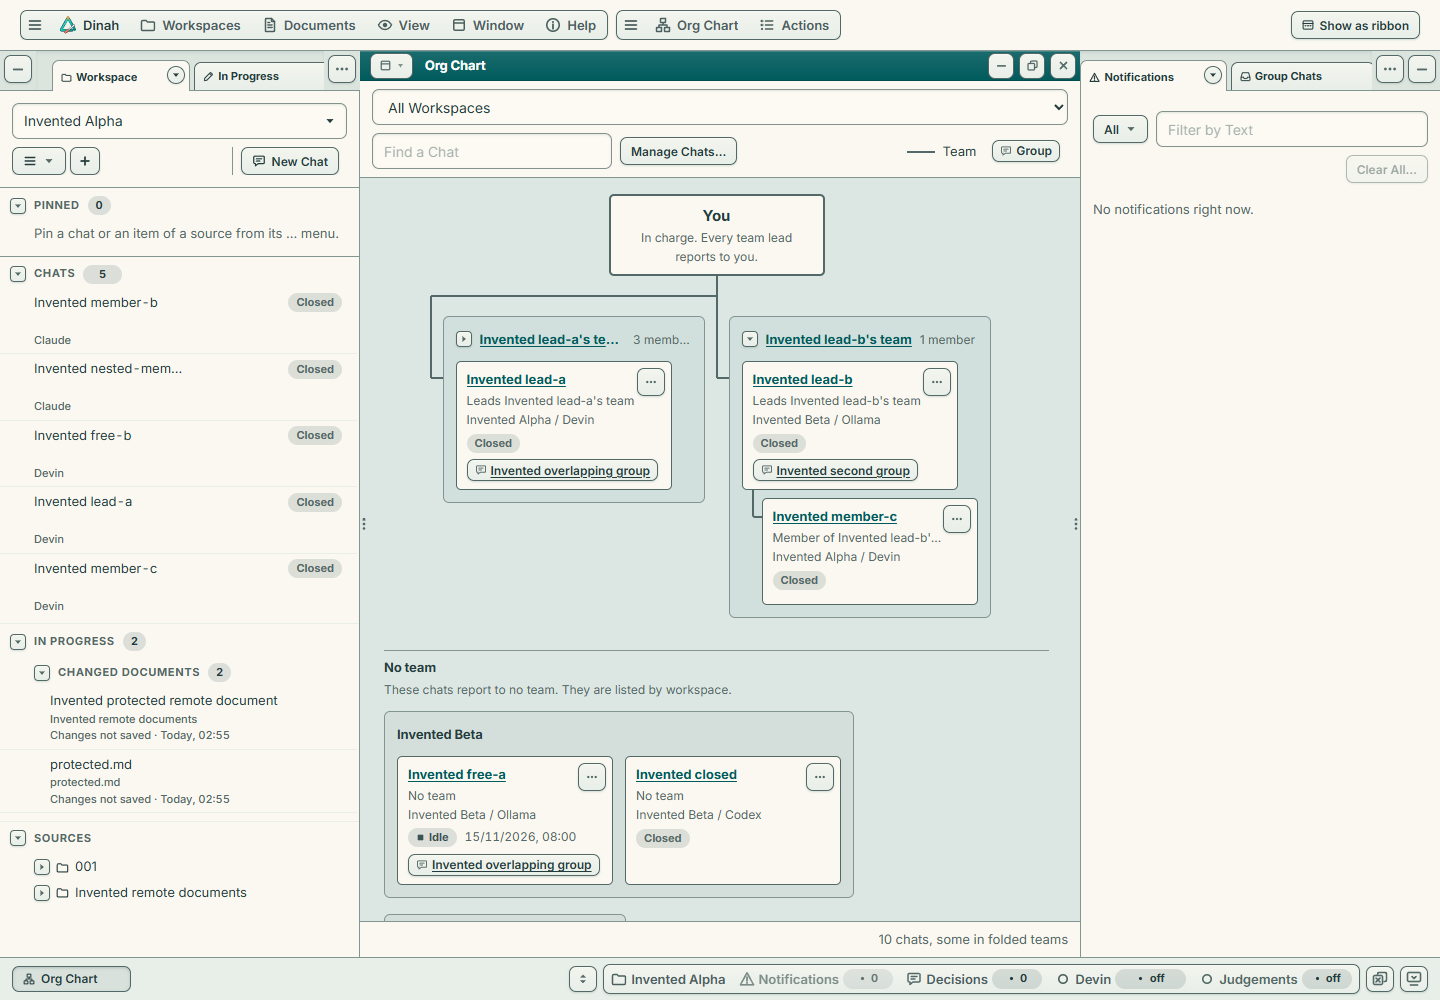 Dinah Workspaces Documents View Window Help Org Chart Actions Show as ribbon
Workspace In Progress
Invented Alpha
New Chat
PINNED 0
Pin a chat or an item of a source from its ... menu.
CHATS 5
Invented member-b Closed
Claude
Invented nested-mem... Closed
Claude
Invented free-b Closed
Devin
Invented lead-a Closed
Devin
Invented member-c Closed
Devin
IN PROGRESS 2
CHANGED DOCUMENTS 2
Invented protected remote document
Invented remote documents
Changes not saved · Today, 02:55
protected.md
protected.md
Changes not saved · Today, 02:55
SOURCES
001
Invented remote documents
Org Chart
All Workspaces
Find a Chat Manage Chats... Team Group
You
In charge. Every team lead
reports to you.
Invented lead-a's te... 3 memb...
Invented lead-a
Leads Invented lead-a's team
Invented Alpha / Devin
Closed
Invented overlapping group
Invented lead-b's team 1 member
Invented lead-b
Leads Invented lead-b's team
Invented Beta / Ollama
Closed
Invented second group
Invented member-c
Member of Invented lead-b'...
Invented Alpha / Devin
Closed
No team
These chats report to no team. They are listed by workspace.
Invented Beta
Invented free-a
No team
Invented Beta / Ollama
Idle 15/11/2026, 08:00
Invented overlapping group
Invented closed
No team
Invented Beta / Codex
Closed
10 chats, some in folded teams
Notifications Group Chats
All Filter by Text
Clear All...
No notifications right now.
Org Chart Invented Alpha Notifications • 0 Decisions • 0 Devin • off Judgements • off